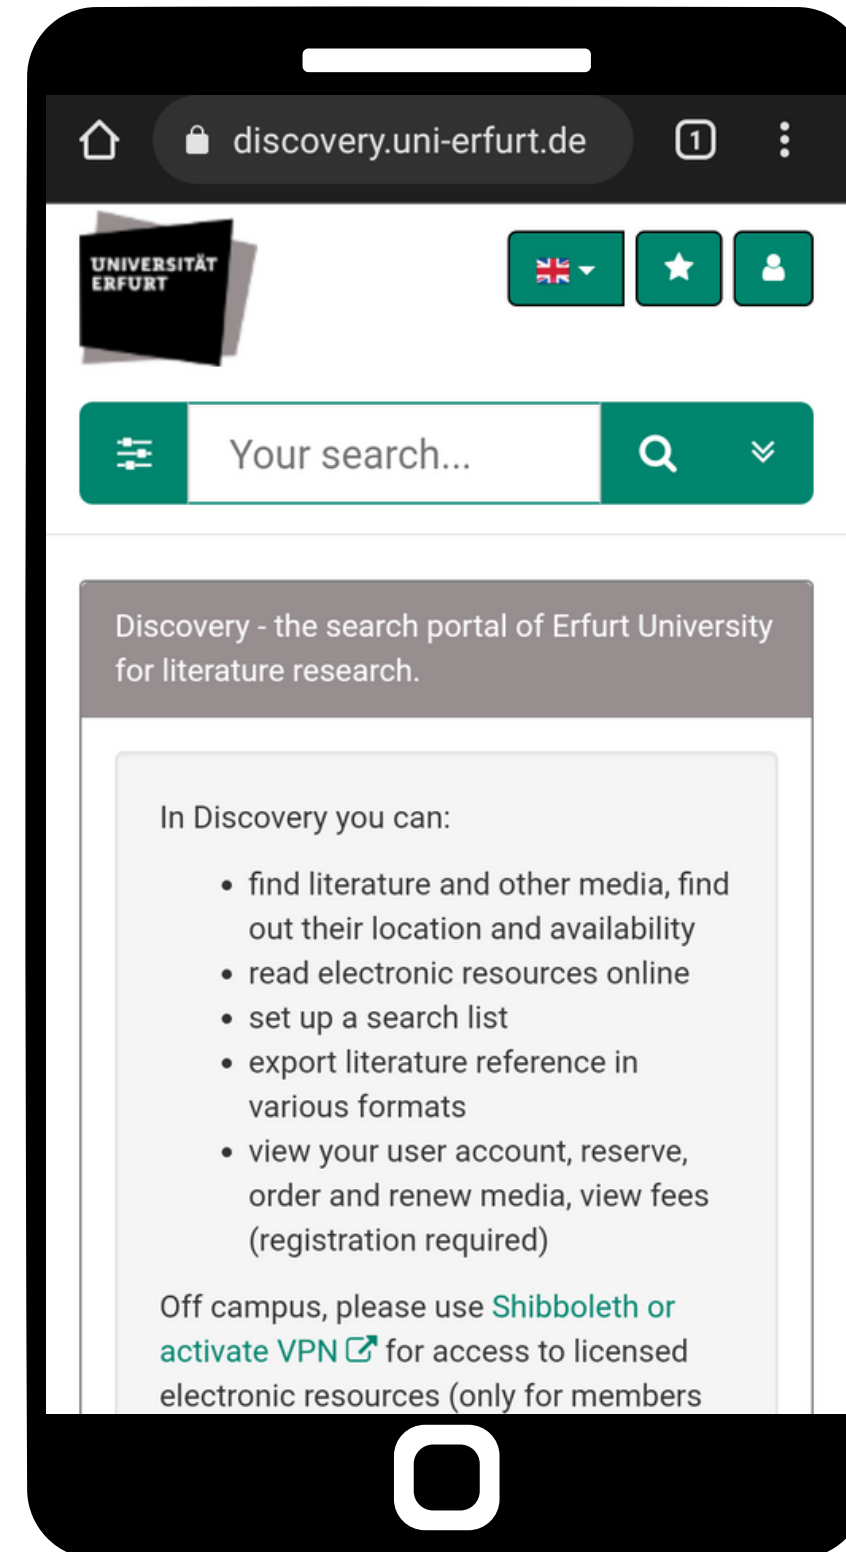 discovery.uni-erfurt.de
1
UNIVERSITÄT
ERFURT
Your search...
Discovery - the search portal of Erfurt University
for literature research.
In Discovery you can:
• find literature and other media, find
out their location and availability
• read electronic resources online
• set up a search list
• export literature reference in
various formats
• view your user account, reserve,
order and renew media, view fees
(registration required)
Off campus, please use Shibboleth or
activate VPN for access to licensed
electronic resources (only for members